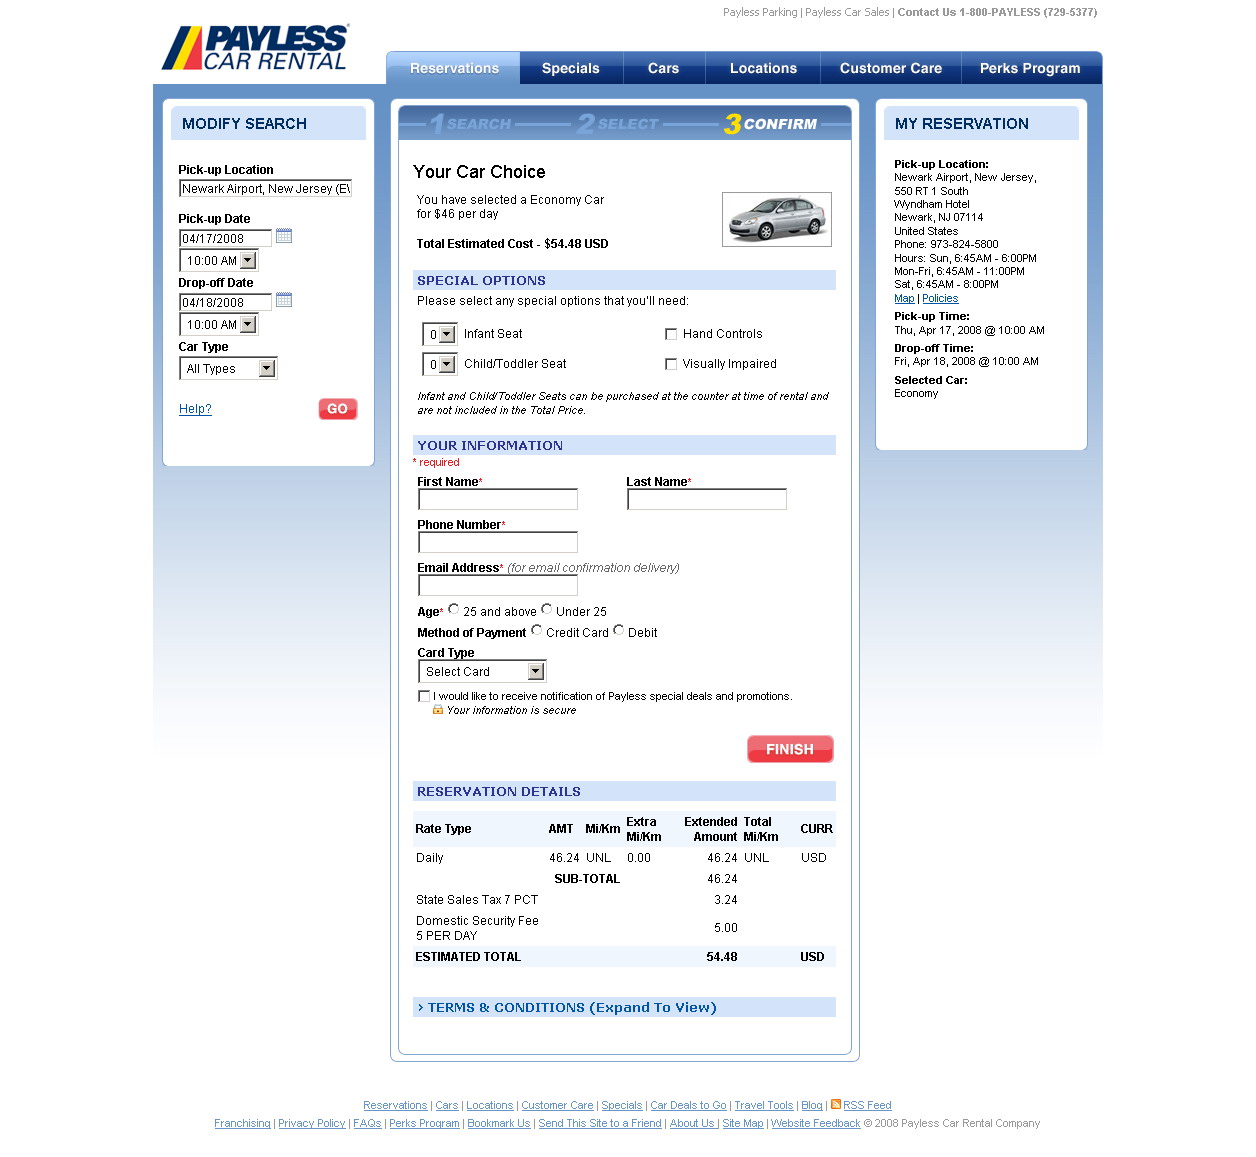 Payless Parking | Payless Car Sales | Contact Us 1-800-PAYLESS (729-5377)
PAYLESS
CAR RENTAL
Reservations Specials Cars Locations Customer Care Perks Program
MODIFY SEARCH
Pick-up Location
Newark Airport, New Jersey (E
Pick-up Date
04/17/2008
10:00 AM
Drop-off Date
04/18/2008
10:00 AM
Car Type
All Types
Help? GO
1 SEARCH 2 SELECT 3 CONFIRM
Your Car Choice
You have selected a Economy Car
for $46 per day
Total Estimated Cost - $54.48 USD
SPECIAL OPTIONS
Please select any special options that you'll need:
0 Infant Seat Hand Controls
0 Child/Toddler Seat Visually Impaired
Infant and Child/Toddler Seats can be purchased at the counter at time of rental and
are not included in the Total Price.
YOUR INFORMATION
* required
First Name* Last Name*
Phone Number*
Email Address* (for email confirmation delivery)
Age* 25 and above Under 25
Method of Payment Credit Card Debit
Card Type
Select Card
I would like to receive notification of Payless special deals and promotions.
Your information is secure
FINISH
RESERVATION DETAILS
Rate Type AMT Mi/Km Extra Mi/Km Extended Amount Total Mi/Km CURR
Daily 46.24 UNL 0.00 46.24 UNL USD
SUB-TOTAL 46.24
State Sales Tax 7 PCT 3.24
Domestic Security Fee
5 PER DAY 5.00
ESTIMATED TOTAL 54.48 USD
> TERMS & CONDITIONS (Expand To View)
MY RESERVATION
Pick-up Location:
Newark Airport, New Jersey,
550 RT 1 South
Wyndham Hotel
Newark, NJ 07114
United States
Phone: 973-824-5800
Hours: Sun, 6:45AM - 6:00PM
Mon-Fri, 6:45AM - 11:00PM
Sat, 6:45AM - 8:00PM
Map | Policies
Pick-up Time:
Thu, Apr 17, 2008 @ 10:00 AM
Drop-off Time:
Fri, Apr 18, 2008 @ 10:00 AM
Selected Car:
Economy
Reservations | Cars | Locations | Customer Care | Specials | Car Deals to Go | Travel Tools | Blog | RSS Feed
Franchising | Privacy Policy | FAQs | Perks Program | Bookmark Us | Send This Site to a Friend | About Us | Site Map | Website Feedback © 2008 Payless Car Rental Company